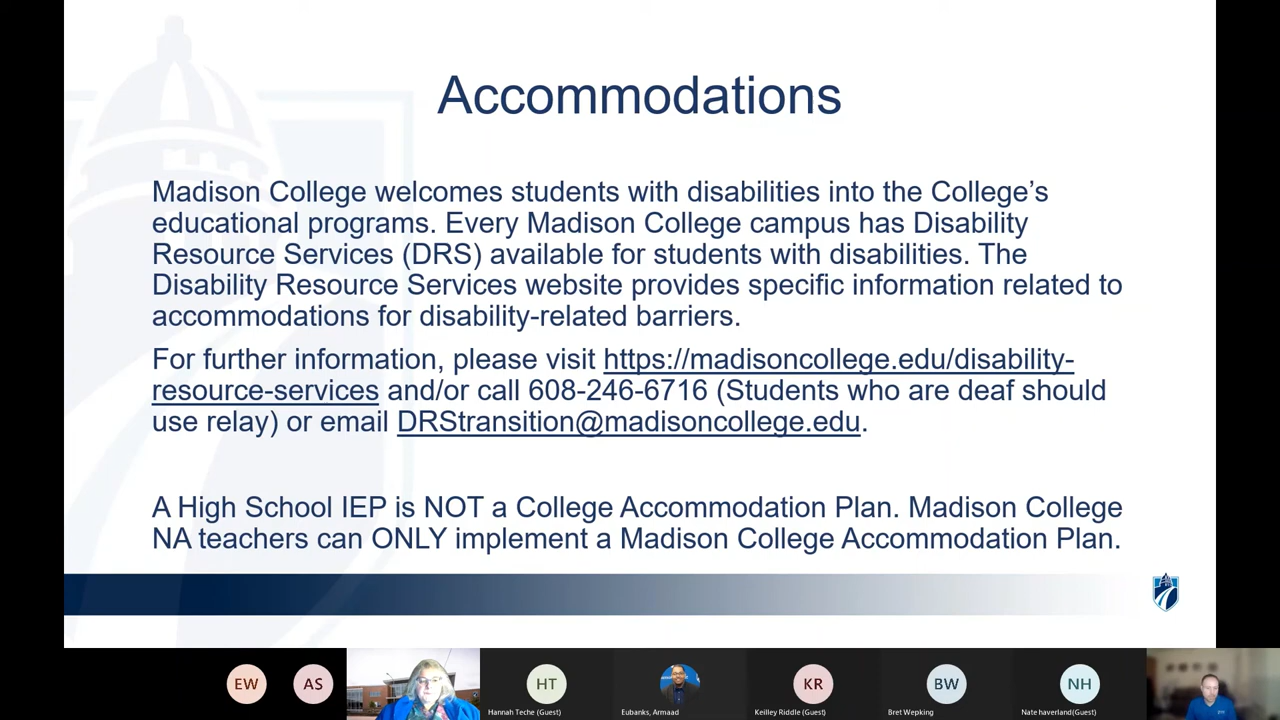 Accommodations
Madison College welcomes students with disabilities into the College’s
educational programs. Every Madison College campus has Disability
Resource Services (DRS) available for students with disabilities. The
Disability Resource Services website provides specific information related to
accommodations for disability-related barriers.
For further information, please visit https://madisoncollege.edu/disability-
resource-services and/or call 608-246-6716 (Students who are deaf should
use relay) or email DRStransition@madisoncollege.edu.
A High School IEP is NOT a College Accommodation Plan. Madison College
NA teachers can ONLY implement a Madison College Accommodation Plan.
EW
AS
HT
KR
BW
NH
Hannah Teche (Guest)
Eubanks, Armaad
Keilley Riddle (Guest)
Bret Wepking
Nate haverland(Guest)